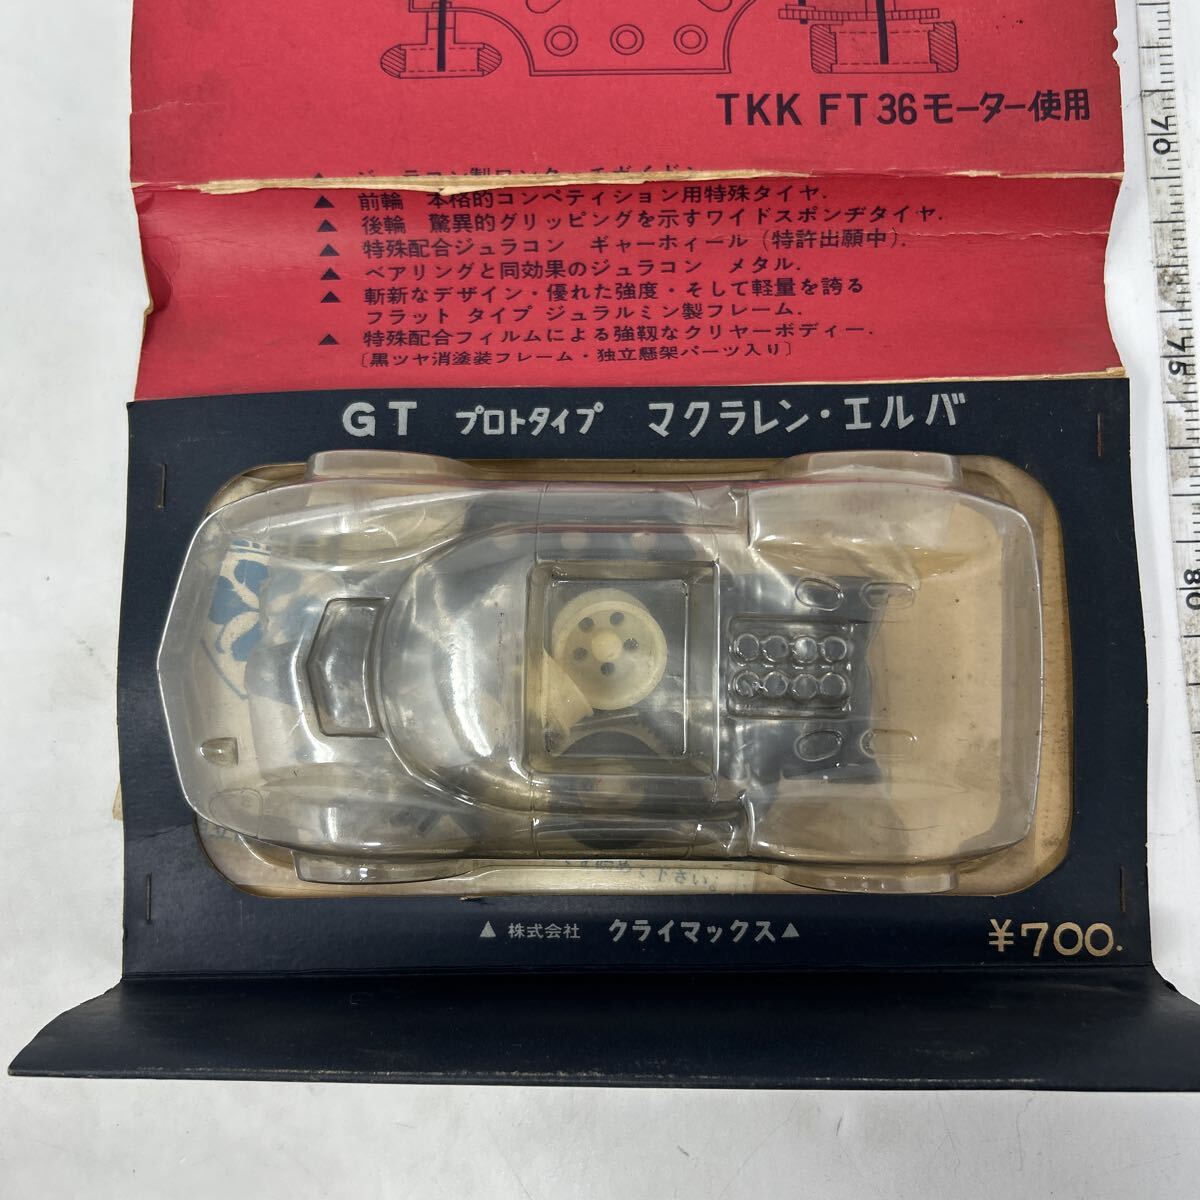 TKK FT36モーター使用
▲ 前輪 本格的コンペティション用特殊タイヤ.
▲ 後輪 驚異的グリッピングを示すワイドスポンヂタイヤ.
▲ 特殊配合ジュラコン ギャーホィール (特許出願中).
▲ ベアリングと同効果のジュラコン メタル.
▲ 斬新なデザイン・優れた強度・そして軽量を誇る
フラット タイプ ジュラルミン製フレーム.
▲ 特殊配合フィルムによる強靱なクリヤーボディー.
〔黒ツヤ消塗装フレーム・独立懸架パーツ入り〕
GT プロトタイプ マクラレン・エルバ
下さい。
▲ 株式会社 クライマックス▲
¥700.
70
75
80